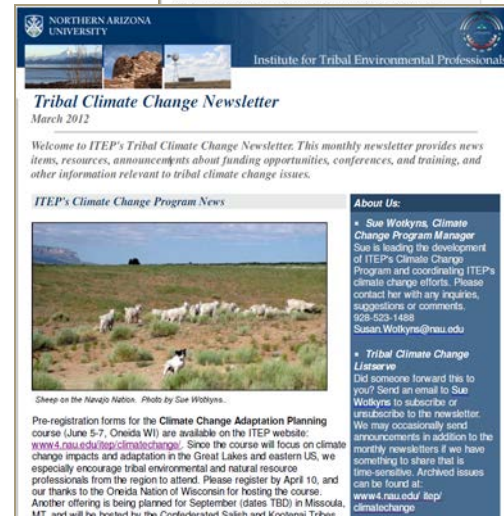 NORTHERN ARIZONA
UNIVERSITY
Institute for Tribal Environmental Professionals
Tribal Climate Change Newsletter
March 2012
Welcome to ITEP's Tribal Climate Change Newsletter. This monthly newsletter provides news
items, resources, announcements about funding opportunities, conferences, and training, and
other information relevant to tribal climate change issues.
ITEP's Climate Change Program News
Sheep on the Navajo Nation. Photo by Sue Wotkyns.
Pre-registration forms for the Climate Change Adaptation Planning
course (June 5-7, Oneida WI) are available on the ITEP website:
www4.nau.edu/itep/climatechange/. Since the course will focus on climate
change impacts and adaptation in the Great Lakes and eastern US, we
especially encourage tribal environmental and natural resource
professionals from the region to attend. Please register by April 10, and
our thanks to the Oneida Nation of Wisconsin for hosting the course.
Another offering is being planned for September (dates TBD) in Missoula,
MT, and will be hosted by the Confederated Salish and Kootenai Tribes.
About Us:
• Sue Wotkyns, Climate
Change Program Manager
Sue is leading the development
of ITEP's Climate Change
Program and coordinating ITEP's
climate change efforts. Please
contact her with any inquiries,
suggestions or comments.
928-523-1488
Susan.Wotkyns@nau.edu
• Tribal Climate Change
Listserve
Did someone forward this to
you? Send an email to Sue
Wotkyns to subscribe or
unsubscribe to the newsletter.
We may occasionally send
announcements in addition to the
monthly newsletters if we have
something to share that is
time-sensitive. Archived issues
can be found at:
www4.nau.edu/ itep/
climatechange